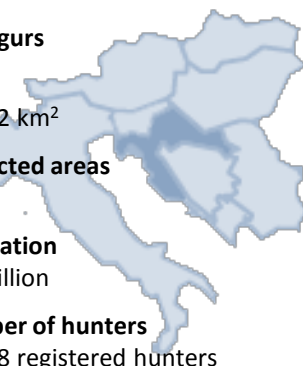 gurs
2 km²
cted areas
ation
illion
ber of hunters
8 registered hunters